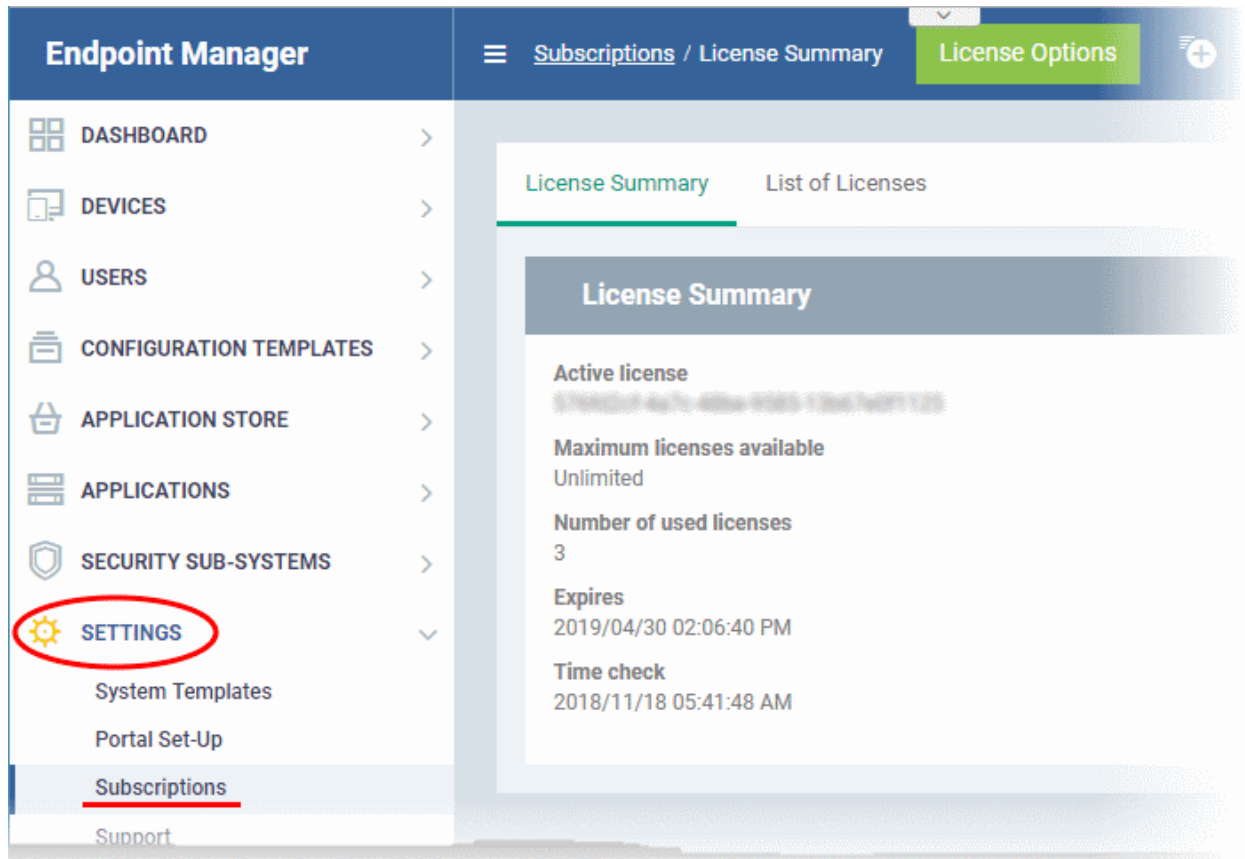 Endpoint Manager
Subscriptions / License Summary
License Options
DASHBOARD
DEVICES
USERS
CONFIGURATION TEMPLATES
APPLICATION STORE
APPLICATIONS
SECURITY SUB-SYSTEMS
SETTINGS
System Templates
Portal Set-Up
Subscriptions
Support
License Summary
List of Licenses
License Summary
Active license
Maximum licenses available
Unlimited
Number of used licenses
3
Expires
2019/04/30 02:06:40 PM
Time check
2018/11/18 05:41:48 AM